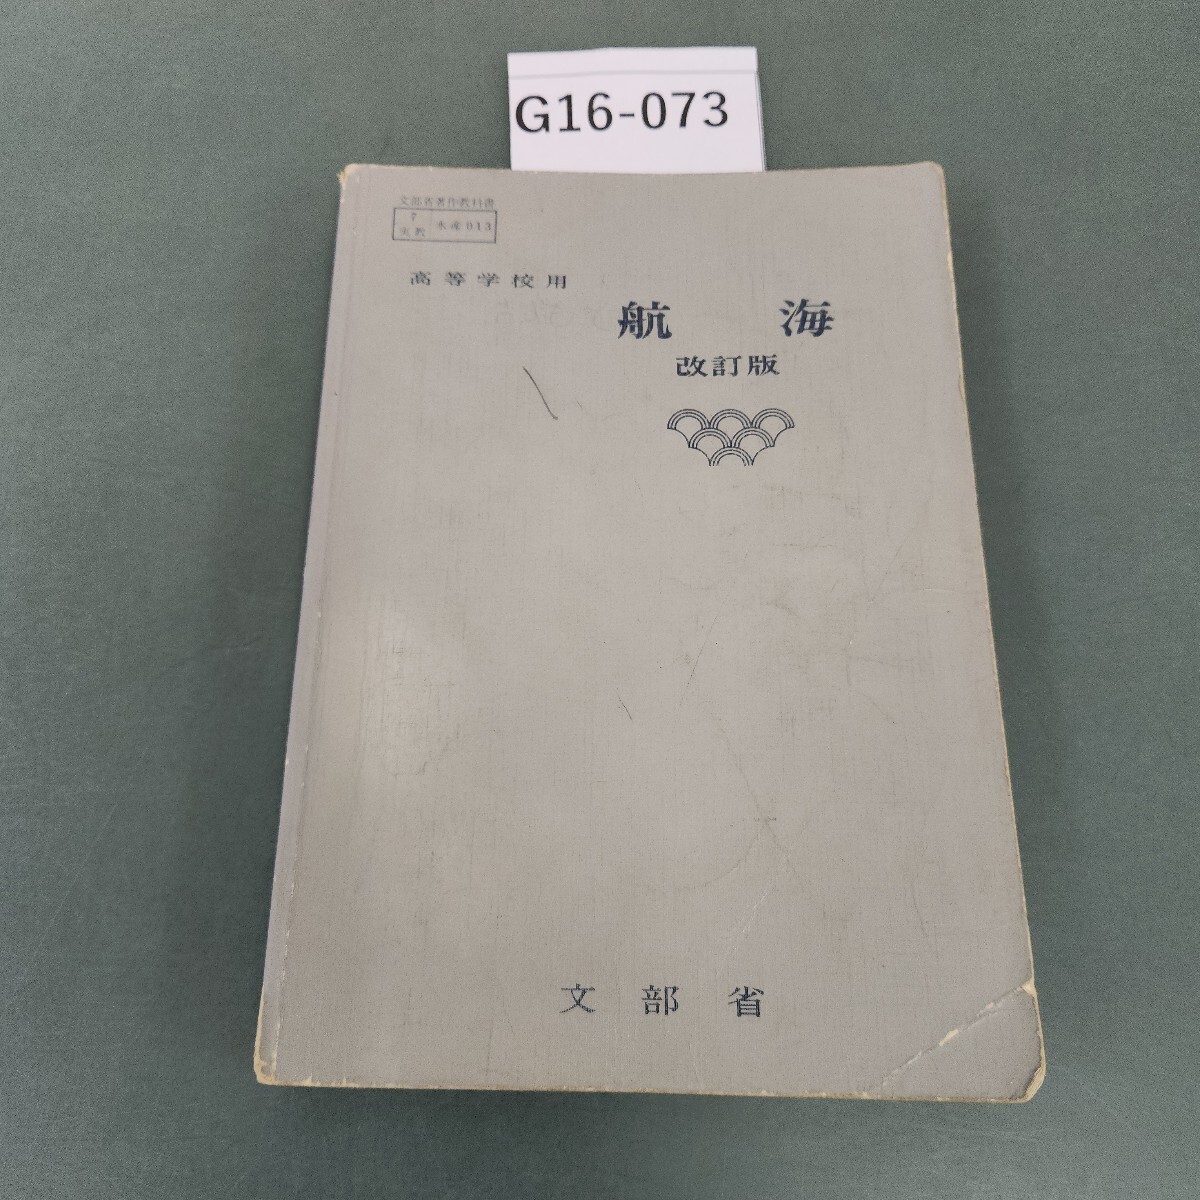 G16-073
文部省著作教科書
7
実教
水産013
高等学校用
航海
改訂版
文部省